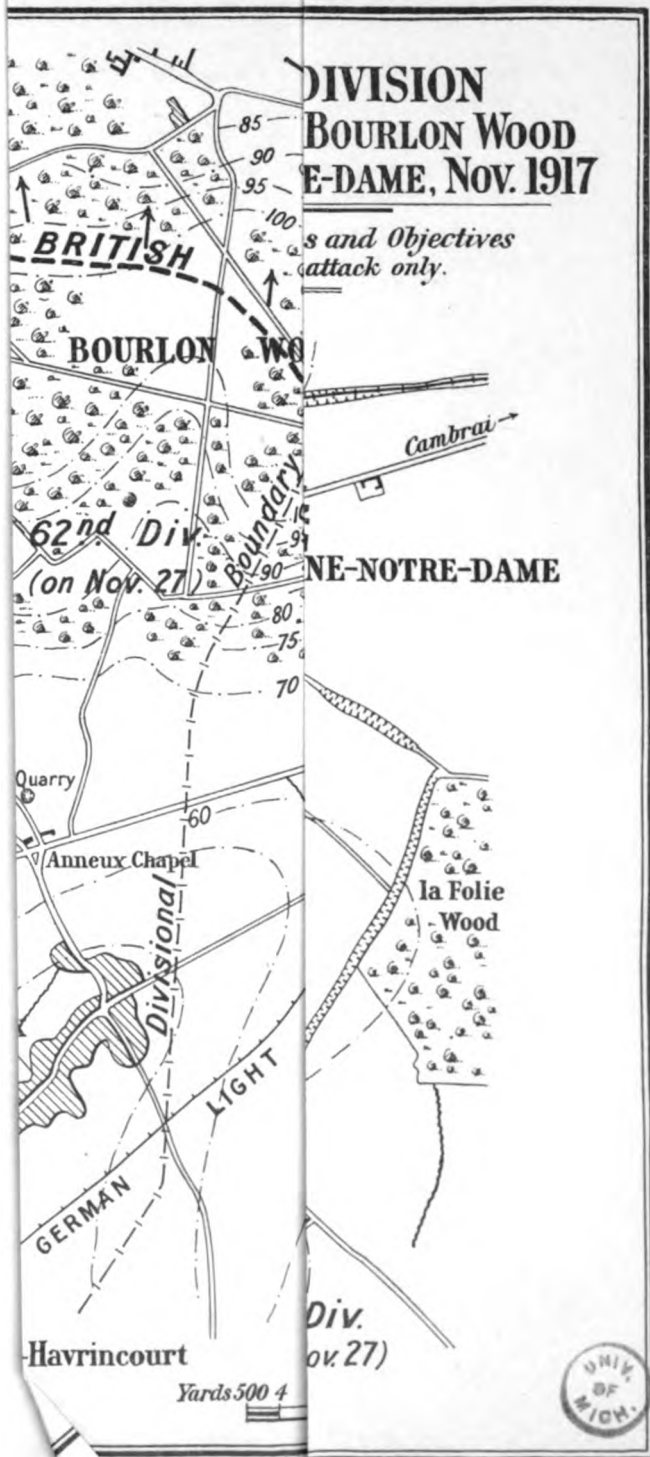 DIVISION
BOURLON WOOD
E-DAME, NOV. 1917
s and Objectives
attack only.
85
90
95
100
BRITISH
BOURLON WO
Cambrai
Boundary
62nd Div.
(on Nov. 27)
NE-NOTRE-DAME
90
80
75
70
Quarry
60
Anneux Chapel
la Folie
Wood
Divisional
LIGHT
GERMAN
Div.
ov. 27)
-Havrincourt
Yards 500 4
UNIV.
OF
MICH.